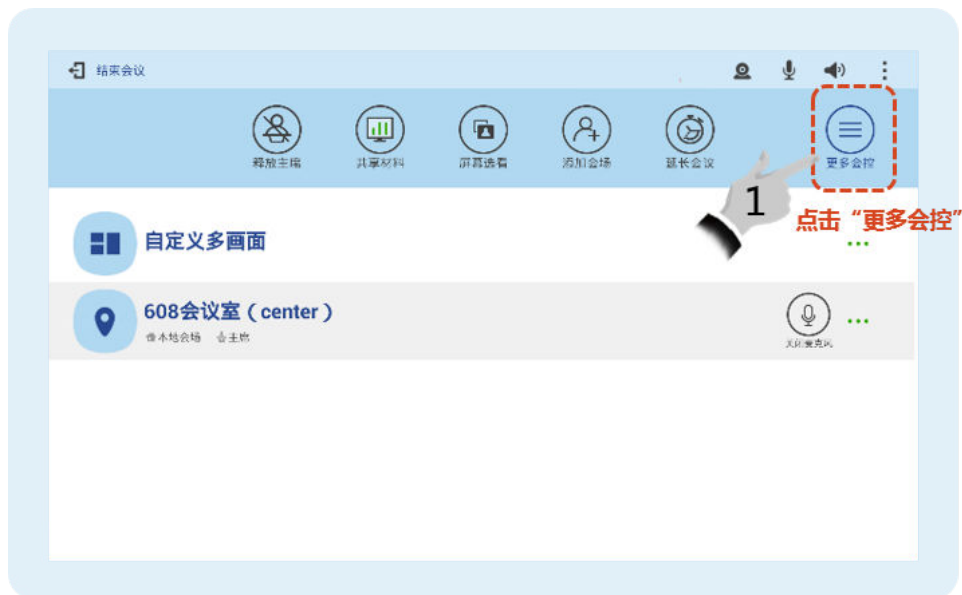 结束会议
释放主席 共享材料 屏幕选看 添加会场 延长会议 更多会控
1
点击“更多会控”
自定义多画面
608会议室（center）
本地会场 主席
关闭麦克风